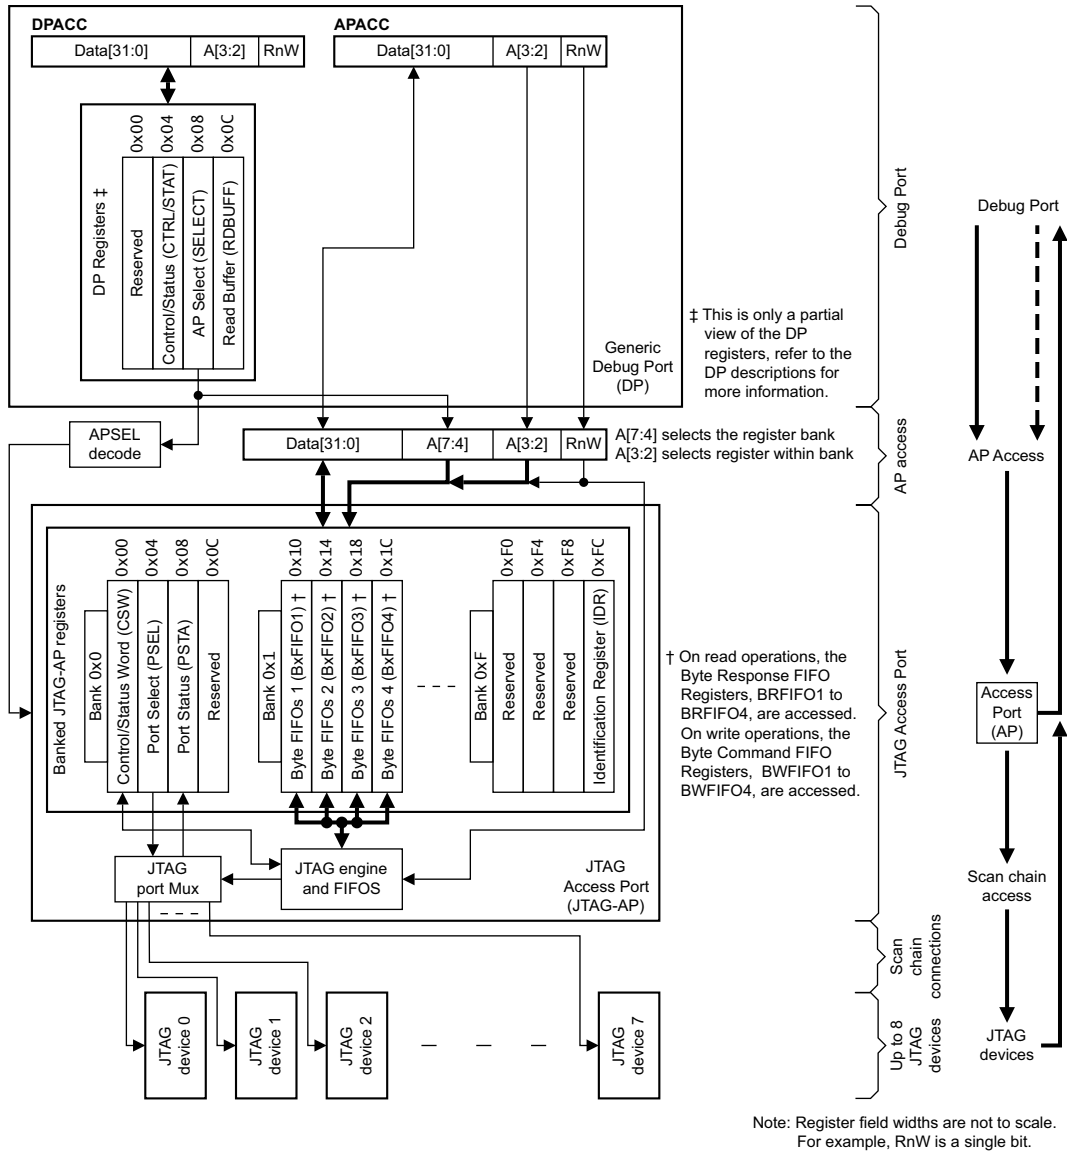 DPACC
Data[31:0] A[3:2] RnW
APACC
Data[31:0] A[3:2] RnW
DP Registers ‡
0x00
0x04
0x08
0x0C
Reserved
Control/Status (CTRL/STAT)
AP Select (SELECT)
Read Buffer (RDBUFF)
‡ This is only a partial
view of the DP
registers, refer to the
DP descriptions for
more information.
Generic
Debug Port
(DP)
Debug Port
APSEL
decode
Data[31:0] A[7:4] A[3:2] RnW
A[7:4] selects the register bank
A[3:2] selects register within bank
AP access
Banked JTAG-AP registers
Bank 0x0
0x00
0x04
0x08
0x0C
Control/Status Word (CSW)
Port Select (PSEL)
Port Status (PSTA)
Reserved
Bank 0x1
0x10
0x14
0x18
0x1C
Byte FIFOs 1 (BxFIFO1) †
Byte FIFOs 2 (BxFIFO2) †
Byte FIFOs 3 (BxFIFO3) †
Byte FIFOs 4 (BxFIFO4) †
Bank 0xF
0xF0
0xF4
0xF8
0xFC
Reserved
Reserved
Reserved
Identification Register (IDR)
† On read operations, the
Byte Response FIFO
Registers, BRFIFO1 to
BRFIFO4, are accessed.
On write operations, the
Byte Command FIFO
Registers, BWFIFO1 to
BWFIFO4, are accessed.
JTAG Access Port
JTAG
port Mux
JTAG engine
and FIFOS
JTAG
Access Port
(JTAG-AP)
Scan
chain
connections
JTAG
device 0
JTAG
device 1
JTAG
device 2
JTAG
device 7
Up to 8
JTAG
devices
Debug Port
AP Access
Access
Port
(AP)
Scan chain
access
JTAG
devices
Note: Register field widths are not to scale.
For example, RnW is a single bit.